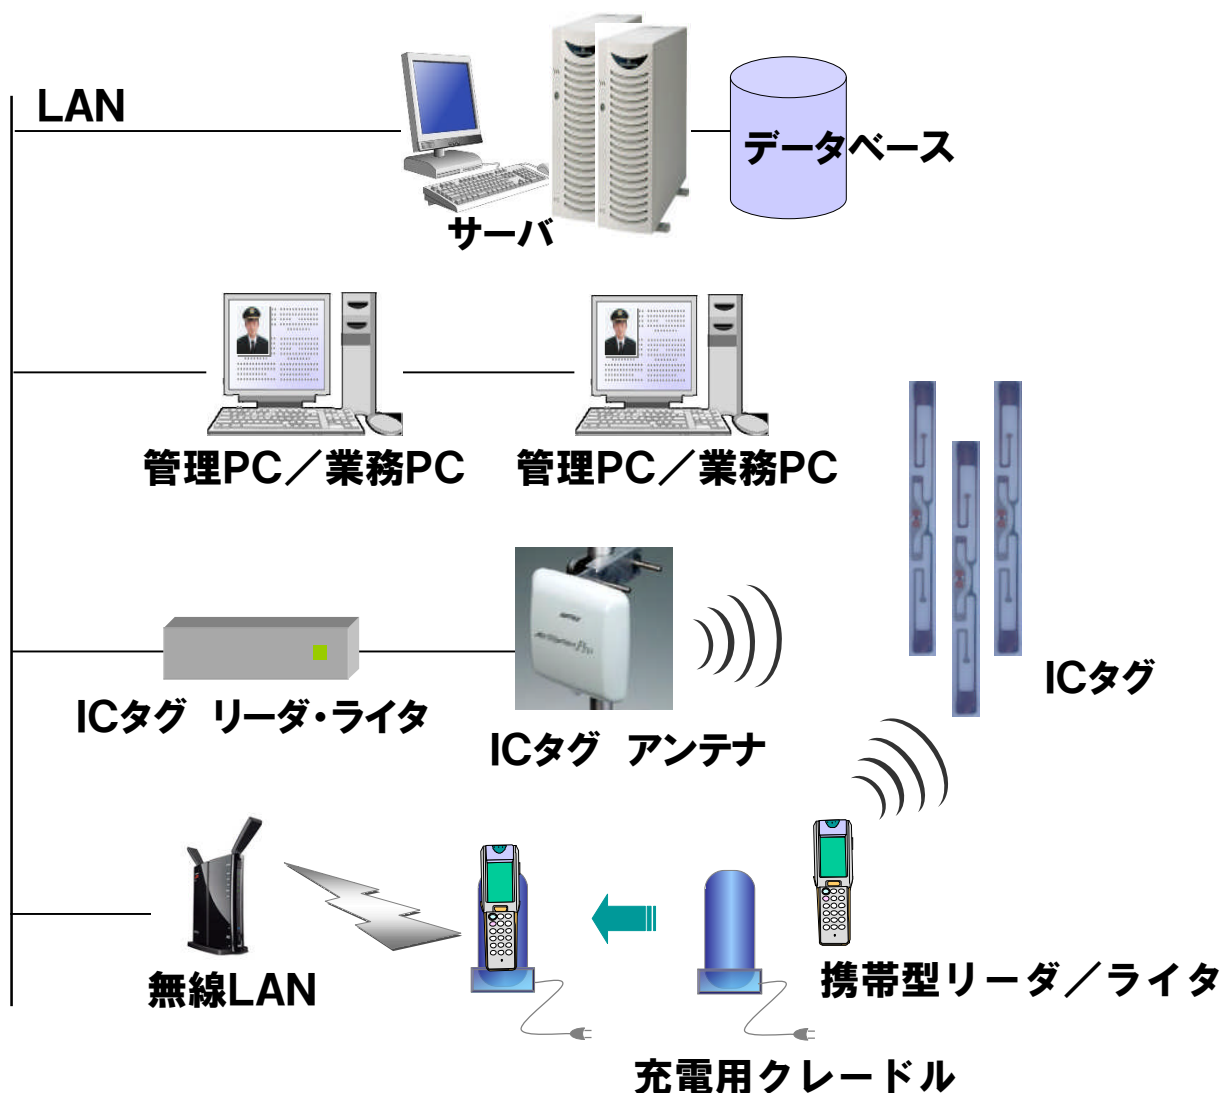 LAN
データベース
サーバ
管理PC／業務PC
管理PC／業務PC
ICタグ
ICタグ リーダ・ライタ
ICタグ アンテナ
無線LAN
携帯型リーダ／ライタ
充電用クレードル